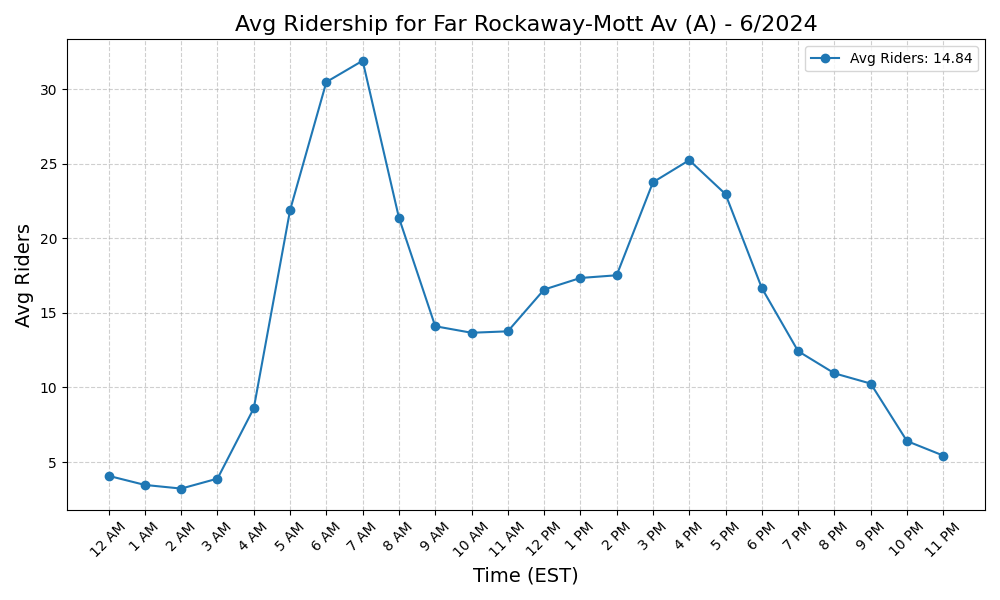 Avg Ridership for Far Rockaway-Mott Av (A) - 6/2024
Avg Riders: 14.84
Avg Riders
30
25
20
15
10
5
12 AM
1 AM
2 AM
3 AM
4 AM
5 AM
6 AM
7 AM
8 AM
9 AM
10 AM
11 AM
12 PM
1 PM
2 PM
3 PM
4 PM
5 PM
6 PM
7 PM
8 PM
9 PM
10 PM
11 PM
Time (EST)